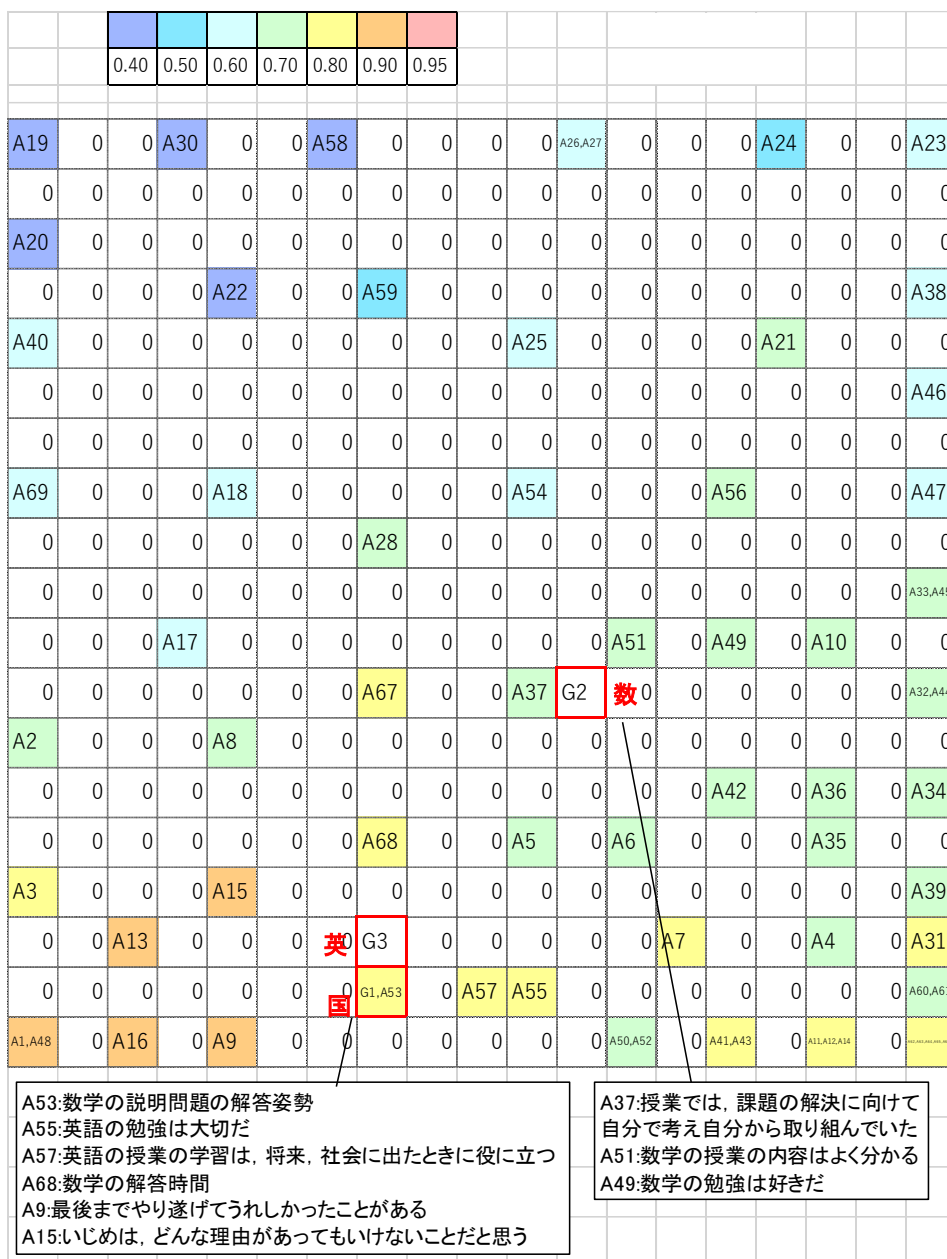 0.40 0.50 0.60 0.70 0.80 0.90 0.95
A19 0 0 A30 0 0 A58 0 0 0 0 A26,A27 0 0 0 A24 0 0 A23
0 0 0 0 0 0 0 0 0 0 0 0 0 0 0 0 0 0 0
A20 0 0 0 0 0 0 0 0 0 0 0 0 0 0 0 0 0 0
0 0 0 0 A22 0 0 A59 0 0 0 0 0 0 0 0 0 0 A38
A40 0 0 0 0 0 0 0 0 0 A25 0 0 0 0 A21 0 0 0
0 0 0 0 0 0 0 0 0 0 0 0 0 0 0 0 0 0 A46
0 0 0 0 0 0 0 0 0 0 0 0 0 0 0 0 0 0 0
A69 0 0 0 A18 0 0 0 0 0 A54 0 0 0 A56 0 0 0 A47
0 0 0 0 0 0 0 A28 0 0 0 0 0 0 0 0 0 0 0
0 0 0 0 0 0 0 0 0 0 0 0 0 0 0 0 0 0 A33,A45
0 0 0 A17 0 0 0 0 0 0 0 0 A51 0 A49 0 A10 0 0
0 0 0 0 0 0 0 A67 0 0 A37 G2 数 0 0 0 0 0 0 A32,A44
A2 0 0 0 A8 0 0 0 0 0 0 0 0 0 0 0 0 0 0
0 0 0 0 0 0 0 0 0 0 0 0 0 0 A42 0 A36 0 A34
0 0 0 0 0 0 0 A68 0 0 A5 0 A6 0 0 0 A35 0 0
A3 0 0 0 A15 0 0 0 0 0 0 0 0 0 0 0 0 0 A39
0 0 A13 0 0 0 英 0 G3 0 0 0 0 0 A7 0 0 A4 0 A31
0 0 0 0 0 0 国 0 G1,A53 0 A57 A55 0 0 0 0 0 0 0 A60,A61
A1,A48 0 A16 0 A9 0 0 0 0 0 0 0 A50,A52 0 A41,A43 0 A11,A12,A14 0
A53:数学の説明問題の解答姿勢
A55:英語の勉強は大切だ
A57:英語の授業の学習は，将来，社会に出たときに役に立つ
A68:数学の解答時間
A9:最後までやり遂げてうれしかったことがある
A15:いじめは，どんな理由があってもいけないことだと思う
A37:授業では，課題の解決に向けて
自分で考え自分から取り組んでいた
A51:数学の授業の内容はよく分かる
A49:数学の勉強は好きだ